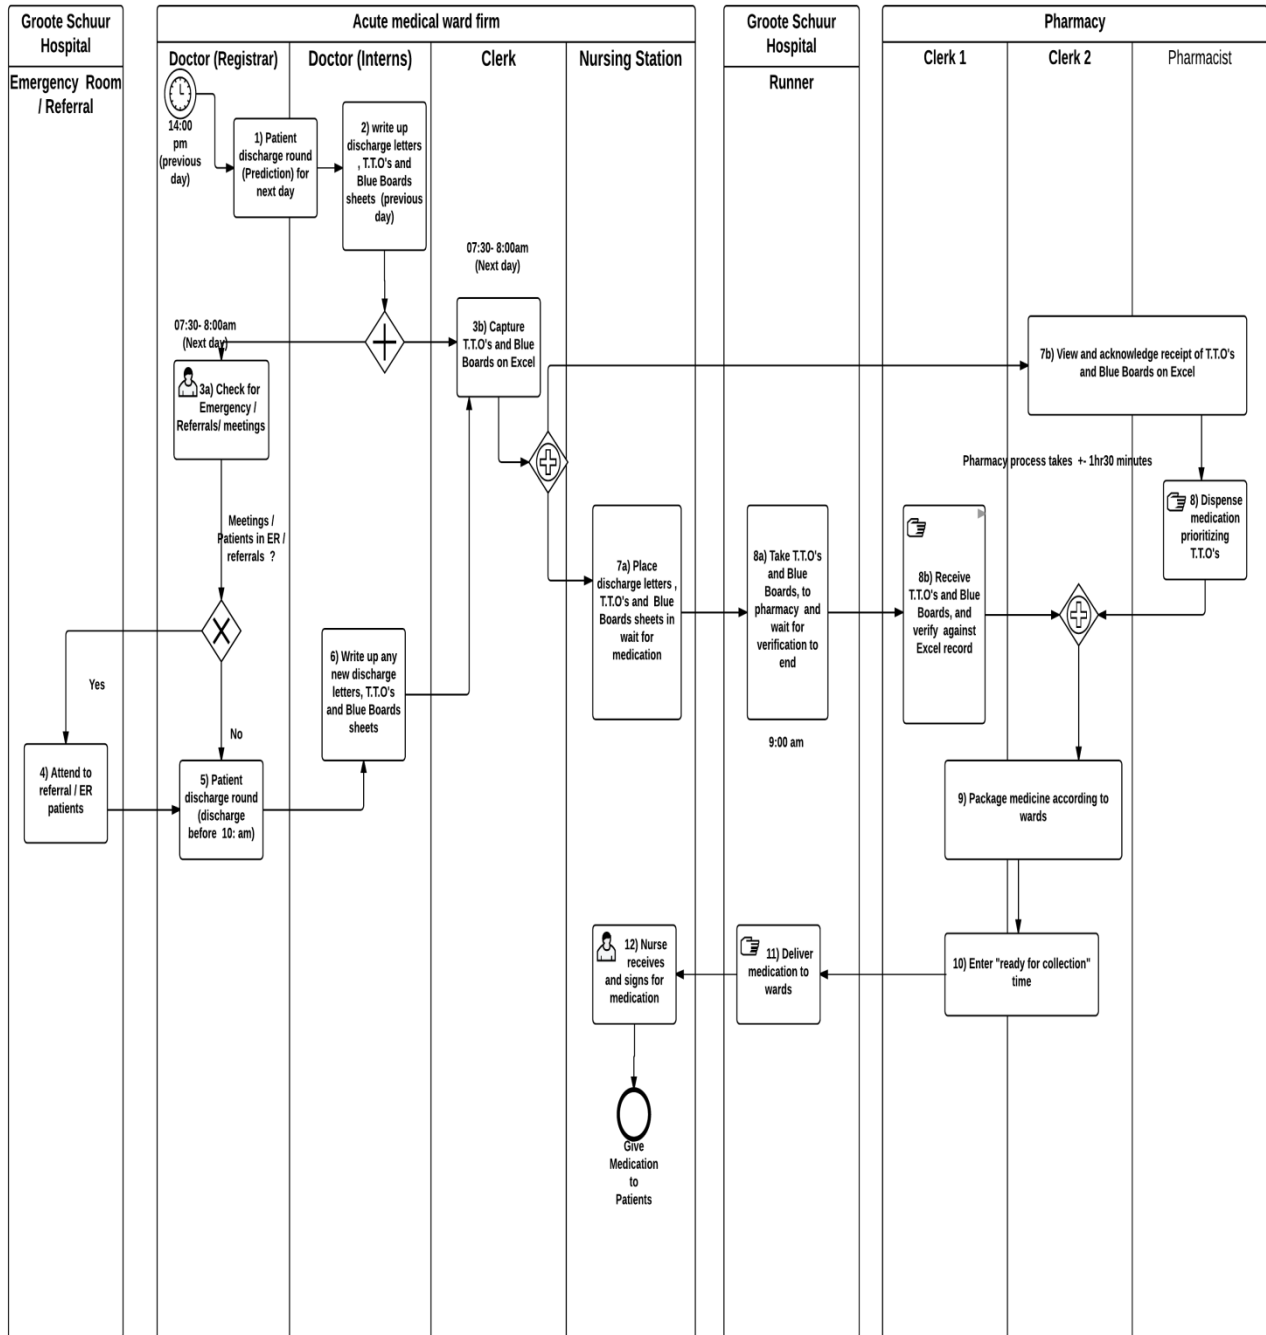 Groote Schuur
Hospital
Emergency Room
/ Referral
Acute medical ward firm
Doctor (Registrar)
Doctor (Interns)
Clerk
Nursing Station
Groote Schuur
Hospital
Runner
Pharmacy
Clerk 1
Clerk 2
Pharmacist
14:00
pm
(previous
day)
1) Patient
discharge round
(Prediction) for
next day
2) write up
discharge letters
, T.T.O's and
Blue Boards
sheets (previous
day)
07:30- 8:00am
(Next day)
3b) Capture
T.T.O's and Blue
Boards on Excel
07:30- 8:00am
(Next day)
3a) Check for
Emergency /
Referrals/ meetings
7b) View and acknowledge receipt of T.T.O's
and Blue Boards on Excel
Pharmacy process takes +- 1hr30 minutes
8) Dispense
medication
prioritizing
T.T.O's
Meetings /
Patients in ER /
referrals ?
7a) Place
discharge letters ,
T.T.O's and Blue
Boards sheets in
wait for
medication
8a) Take T.T.O's
and Blue
Boards, to
pharmacy and
wait for
verification to
end
9:00 am
8b) Receive
T.T.O's and Blue
Boards, and
verify against
Excel record
Yes
No
6) Write up any
new discharge
letters, T.T.O's
and Blue Boards
sheets
4) Attend to
referral / ER
patients
5) Patient
discharge round
(discharge
before 10: am)
9) Package medicine according to
wards
10) Enter "ready for collection"
time
11) Deliver
medication to
wards
12) Nurse
receives
and signs for
medication
Give
Medication
to
Patients